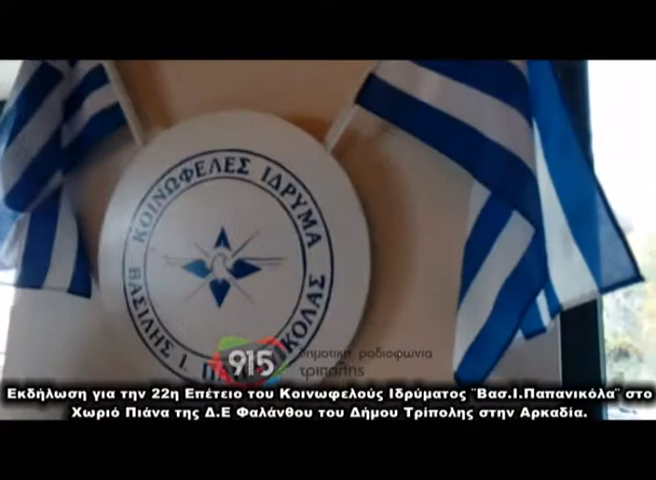 ΚΟΙΝΩΦΕΛΕΣ ΙΔΡΥΜΑ
ΒΑΣΙΛΗΣ Ι. ΠΑΠΑΝΙΚΟΛΑΣ
915
δημοτική ραδιοφωνία
τρίπολης
Εκδήλωση για την 22η Επέτειο του Κοινωφελούς Ιδρύματος ¨Βασ.Ι.Παπανικόλα¨ στο
Χωριό Πιάνα της Δ.Ε Φαλάνθου του Δήμου Τρίπολης στην Αρκαδία.